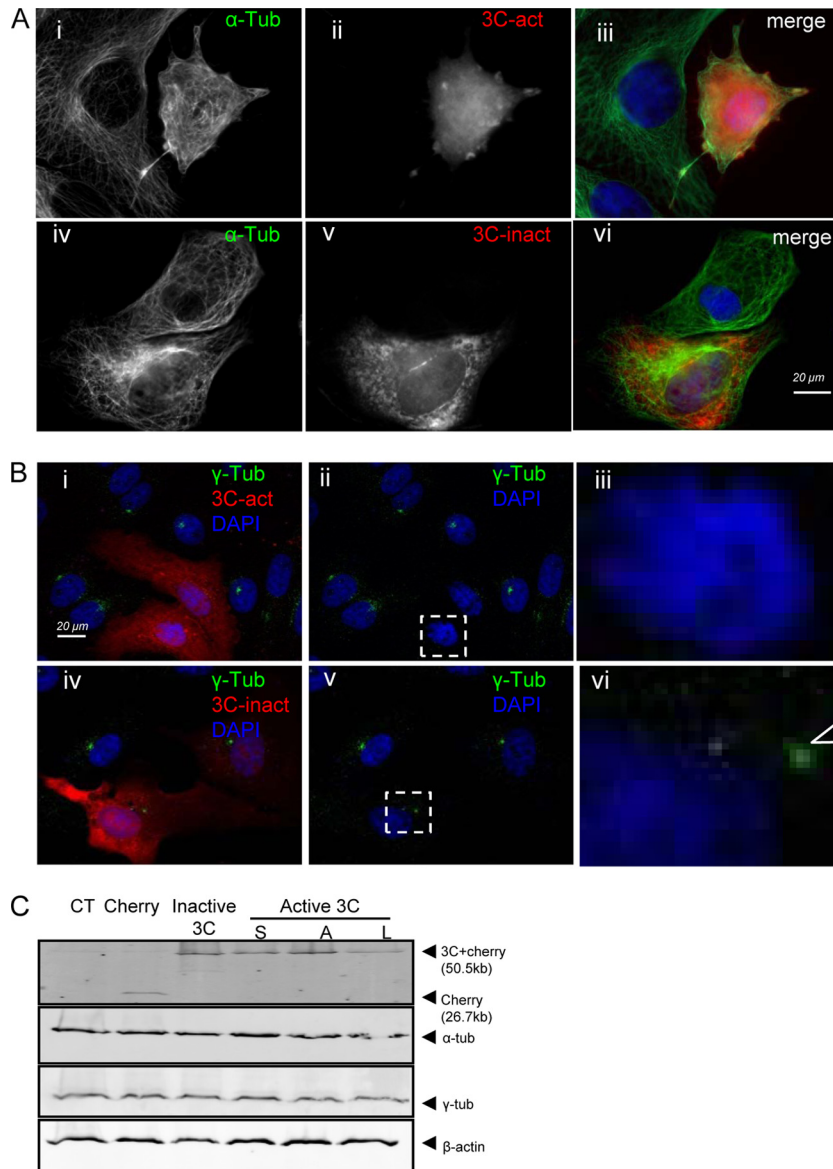 A
i
α-Tub
ii
3C-act
iii
merge
iv
α-Tub
v
3C-inact
vi
merge
20 µm
B
i
γ-Tub
3C-act
DAPI
20 µm
ii
γ-Tub
DAPI
iii
iv
γ-Tub
3C-inact
DAPI
v
γ-Tub
DAPI
vi
C
CT Cherry Inactive 3C Active 3C
S A L
3C+cherry
(50.5kb)
Cherry
(26.7kb)
α-tub
γ-tub
β-actin